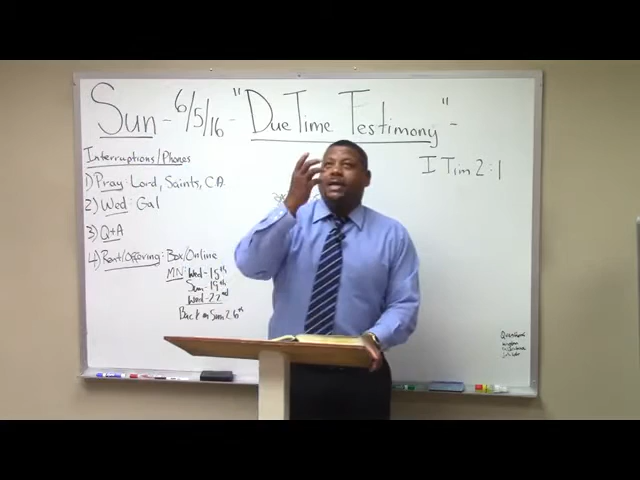 Sun - 6/5/16 - "Due Time Testimony" -
I Tim 2:1
Interruptions/Phones
1) Pray: Lord, Saints, CA.
2) Wed: Gal
3) Q+A
4) Rent/Offering: Box/Online
MN: Wed - 15th
Sun - 19th
Wed - 22nd
Back on Sun 26th